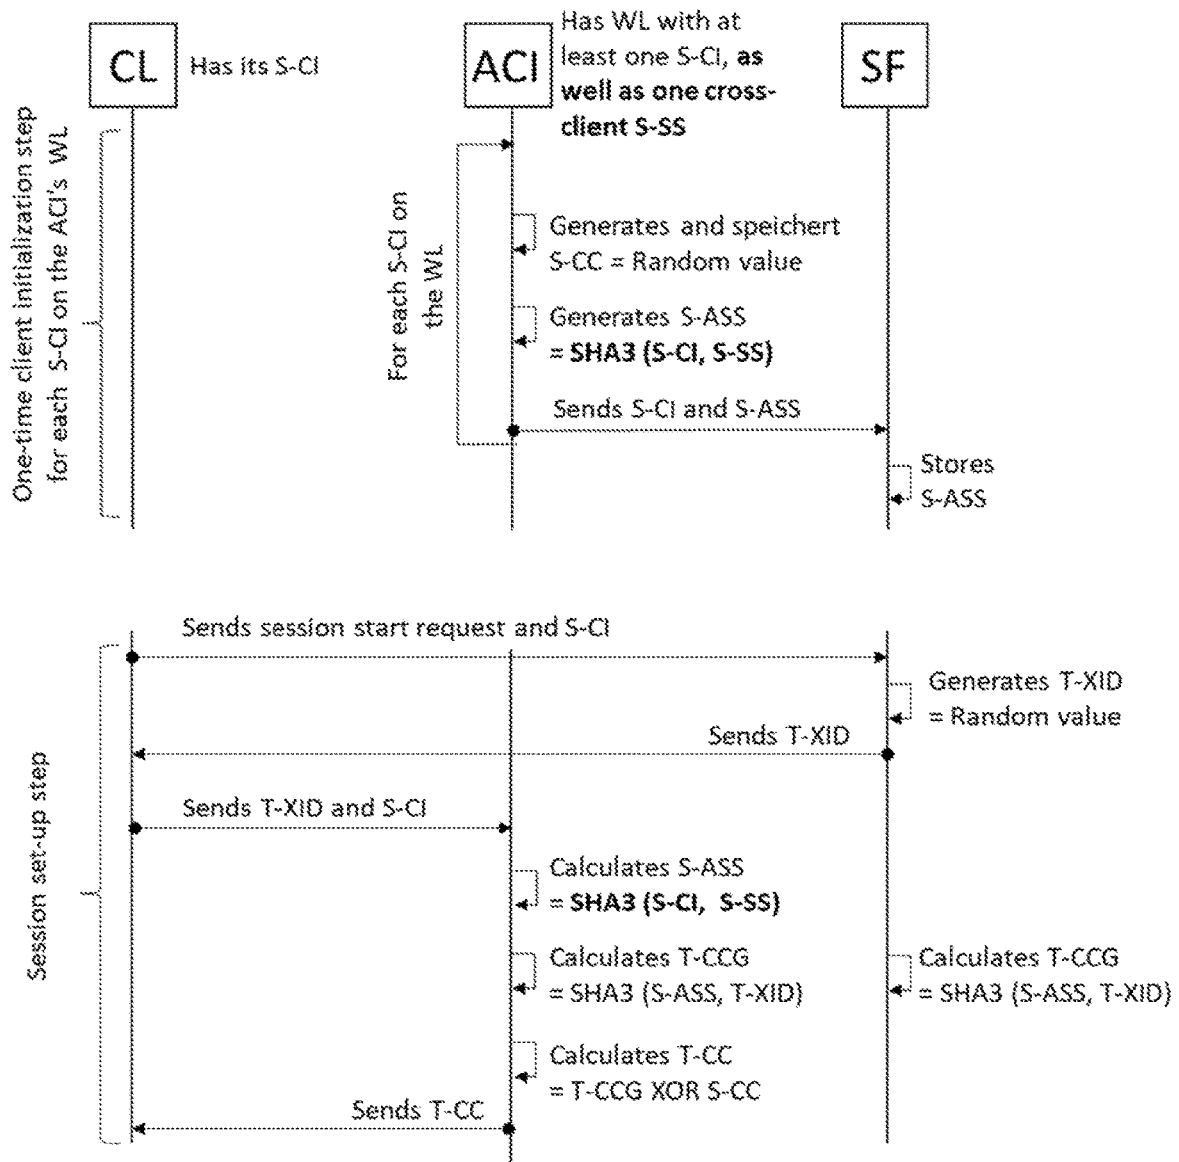 CL
Has its S-CI
ACI
Has WL with at
least one S-CI, as
well as one cross-
client S-SS
SF
One-time client initialization step
for each S-CI on the ACI's WL
For each S-CI on
the WL
Generates and speichert
S-CC = Random value
Generates S-ASS
= SHA3 (S-CI, S-SS)
Sends S-CI and S-ASS
Stores
S-ASS
Session set-up step
Sends session start request and S-CI
Generates T-XID
= Random value
Sends T-XID
Sends T-XID and S-CI
Calculates S-ASS
= SHA3 (S-CI, S-SS)
Calculates T-CCG
= SHA3 (S-ASS, T-XID)
Calculates T-CCG
= SHA3 (S-ASS, T-XID)
Calculates T-CC
= T-CCG XOR S-CC
Sends T-CC